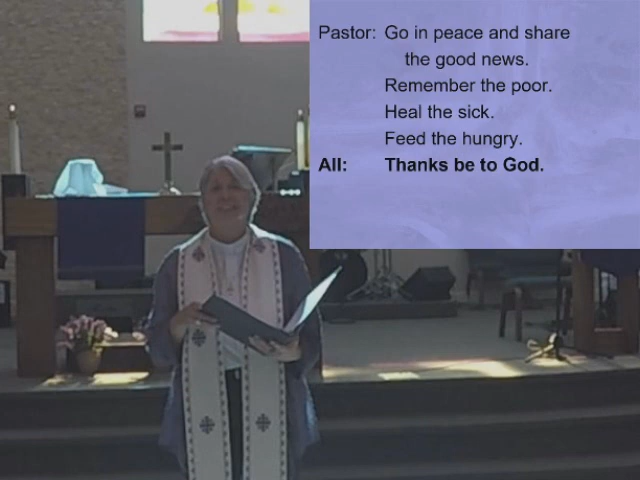 Pastor: Go in peace and share
the good news.
Remember the poor.
Heal the sick.
Feed the hungry.
All: Thanks be to God.